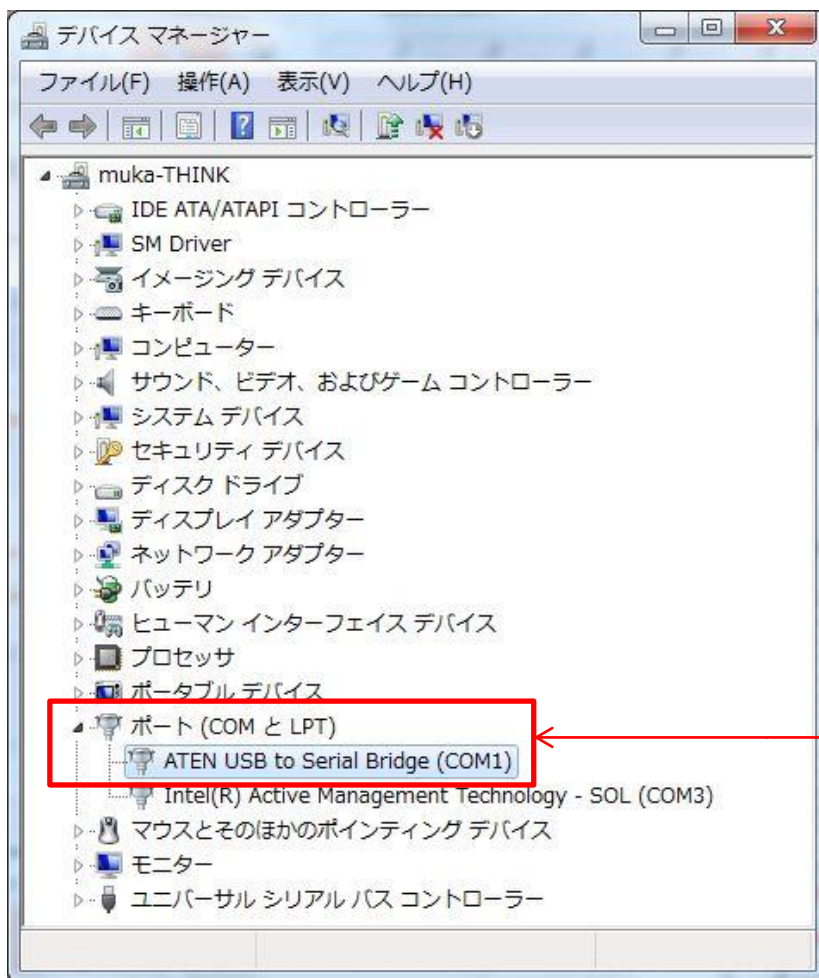 デバイス マネージャー
ファイル(F) 操作(A) 表示(V) ヘルプ(H)
muka-THINK
IDE ATA/ATAPI コントローラー
SM Driver
イメージング デバイス
キーボード
コンピューター
サウンド、ビデオ、およびゲーム コントローラー
システム デバイス
セキュリティ デバイス
ディスク ドライブ
ディスプレイ アダプター
ネットワーク アダプター
バッテリ
ヒューマン インターフェイス デバイス
プロセッサ
ポータブル デバイス
ポート (COM と LPT)
ATEN USB to Serial Bridge (COM1)
Intel(R) Active Management Technology - SOL (COM3)
マウスとそのほかのポインティング デバイス
モニター
ユニバーサル シリアル バス コントローラー